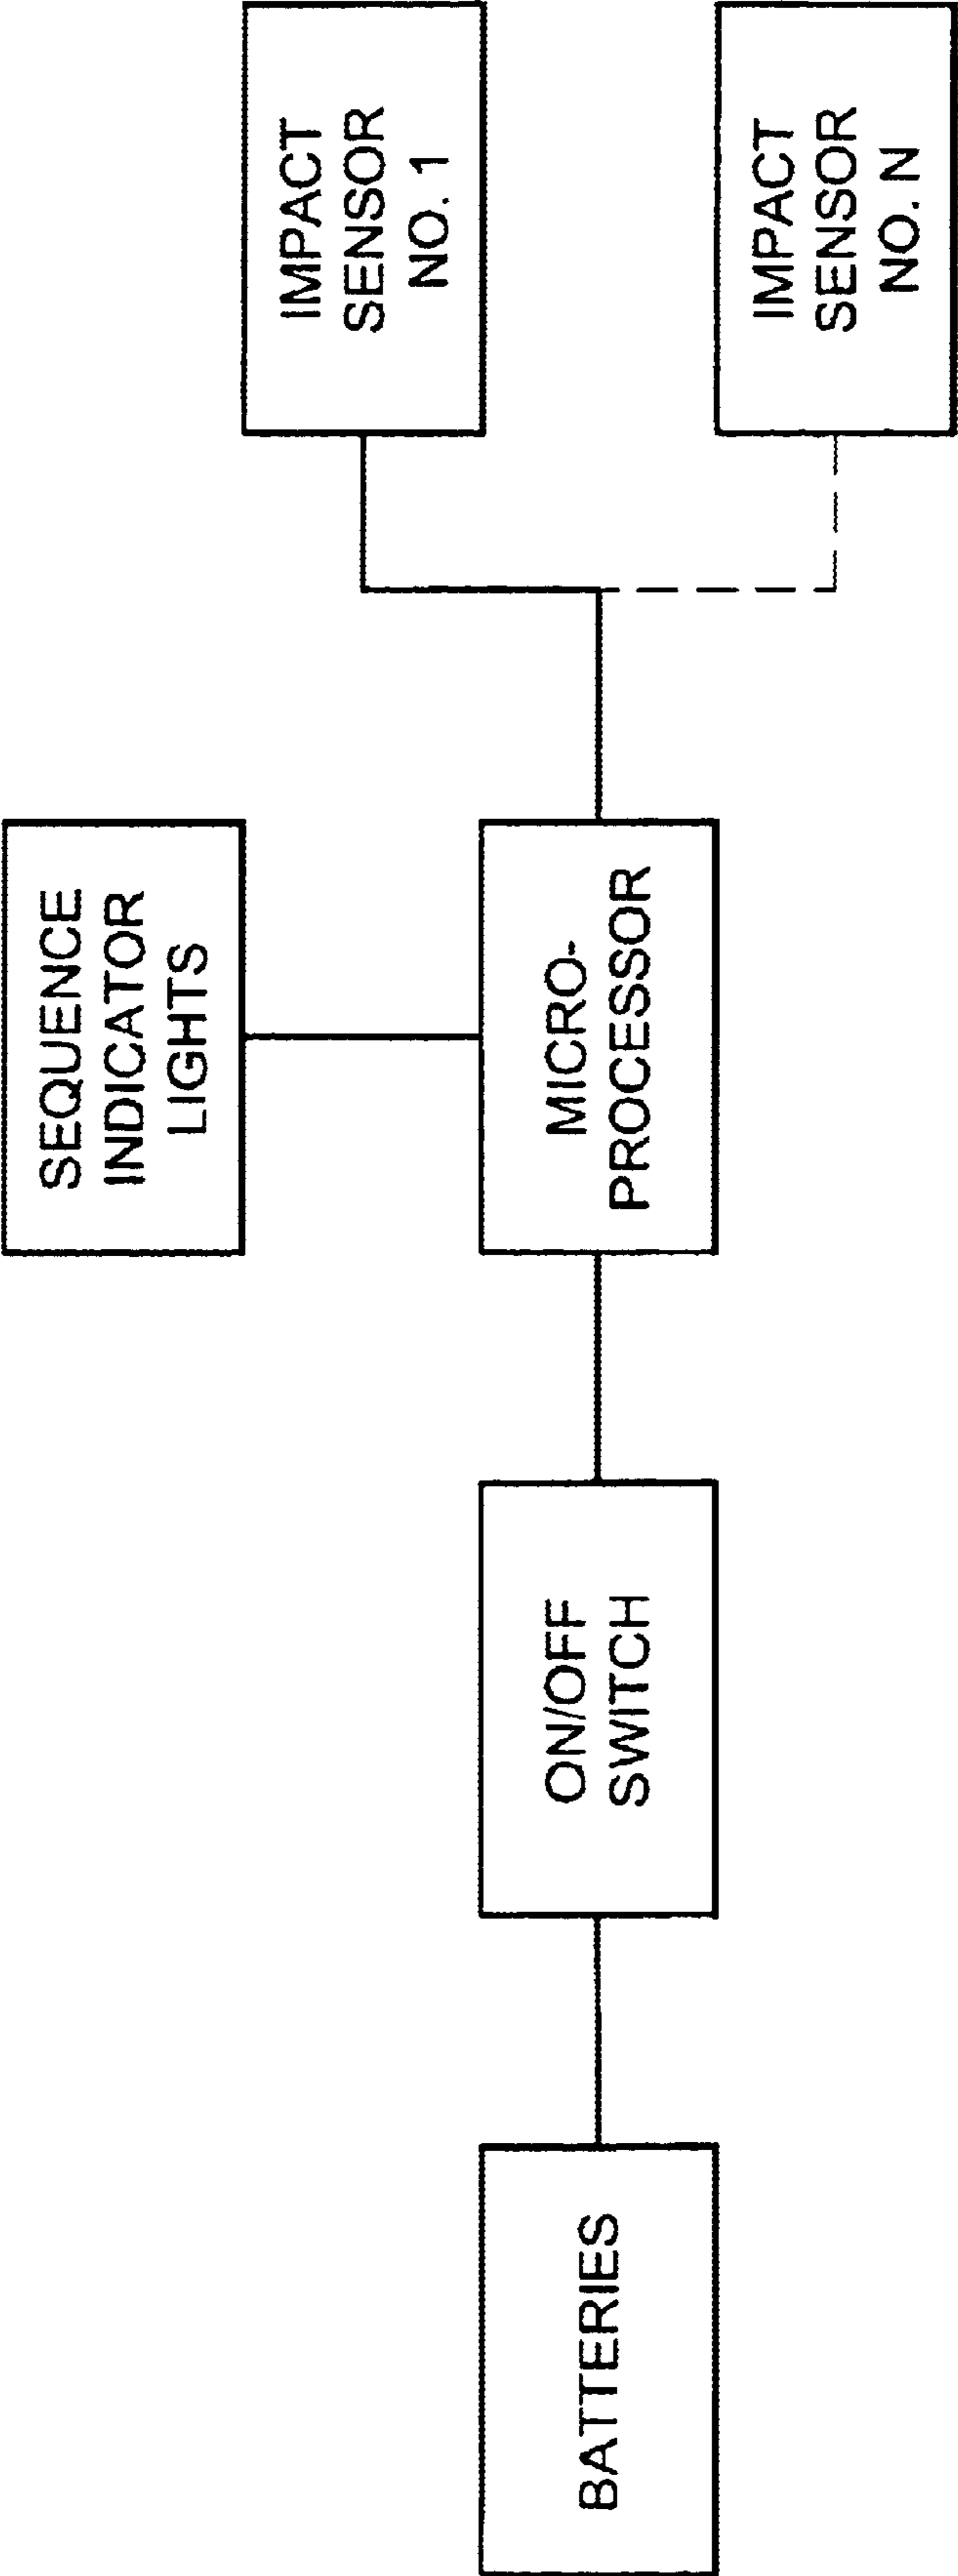 SEQUENCE
INDICATOR
LIGHTS
IMPACT
SENSOR
NO. 1
BATTERIES
ON/OFF
SWITCH
MICRO-
PROCESSOR
IMPACT
SENSOR
NO. N